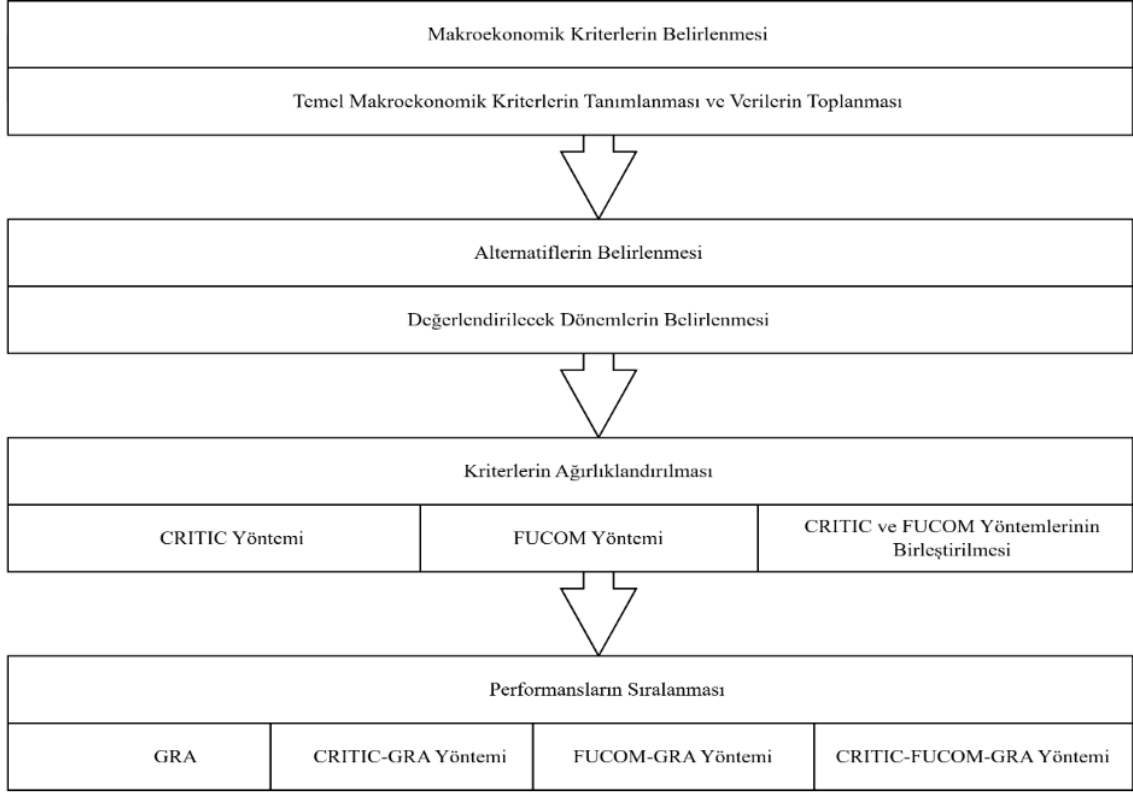 Makroekonomik Kriterlerin Belirlenmesi
Temel Makroekonomik Kriterlerin Tanımlanması ve Verilerin Toplanması
Alternatiflerin Belirlenmesi
Değerlendirilecek Dönemlerin Belirlenmesi
Kriterlerin Ağırlıklandırılması
CRITIC Yöntemi
FUCOM Yöntemi
CRITIC ve FUCOM Yöntemlerinin
Birleştirilmesi
Performansların Sıralanması
GRA
CRITIC-GRA Yöntemi
FUCOM-GRA Yöntemi
CRITIC-FUCOM-GRA Yöntemi